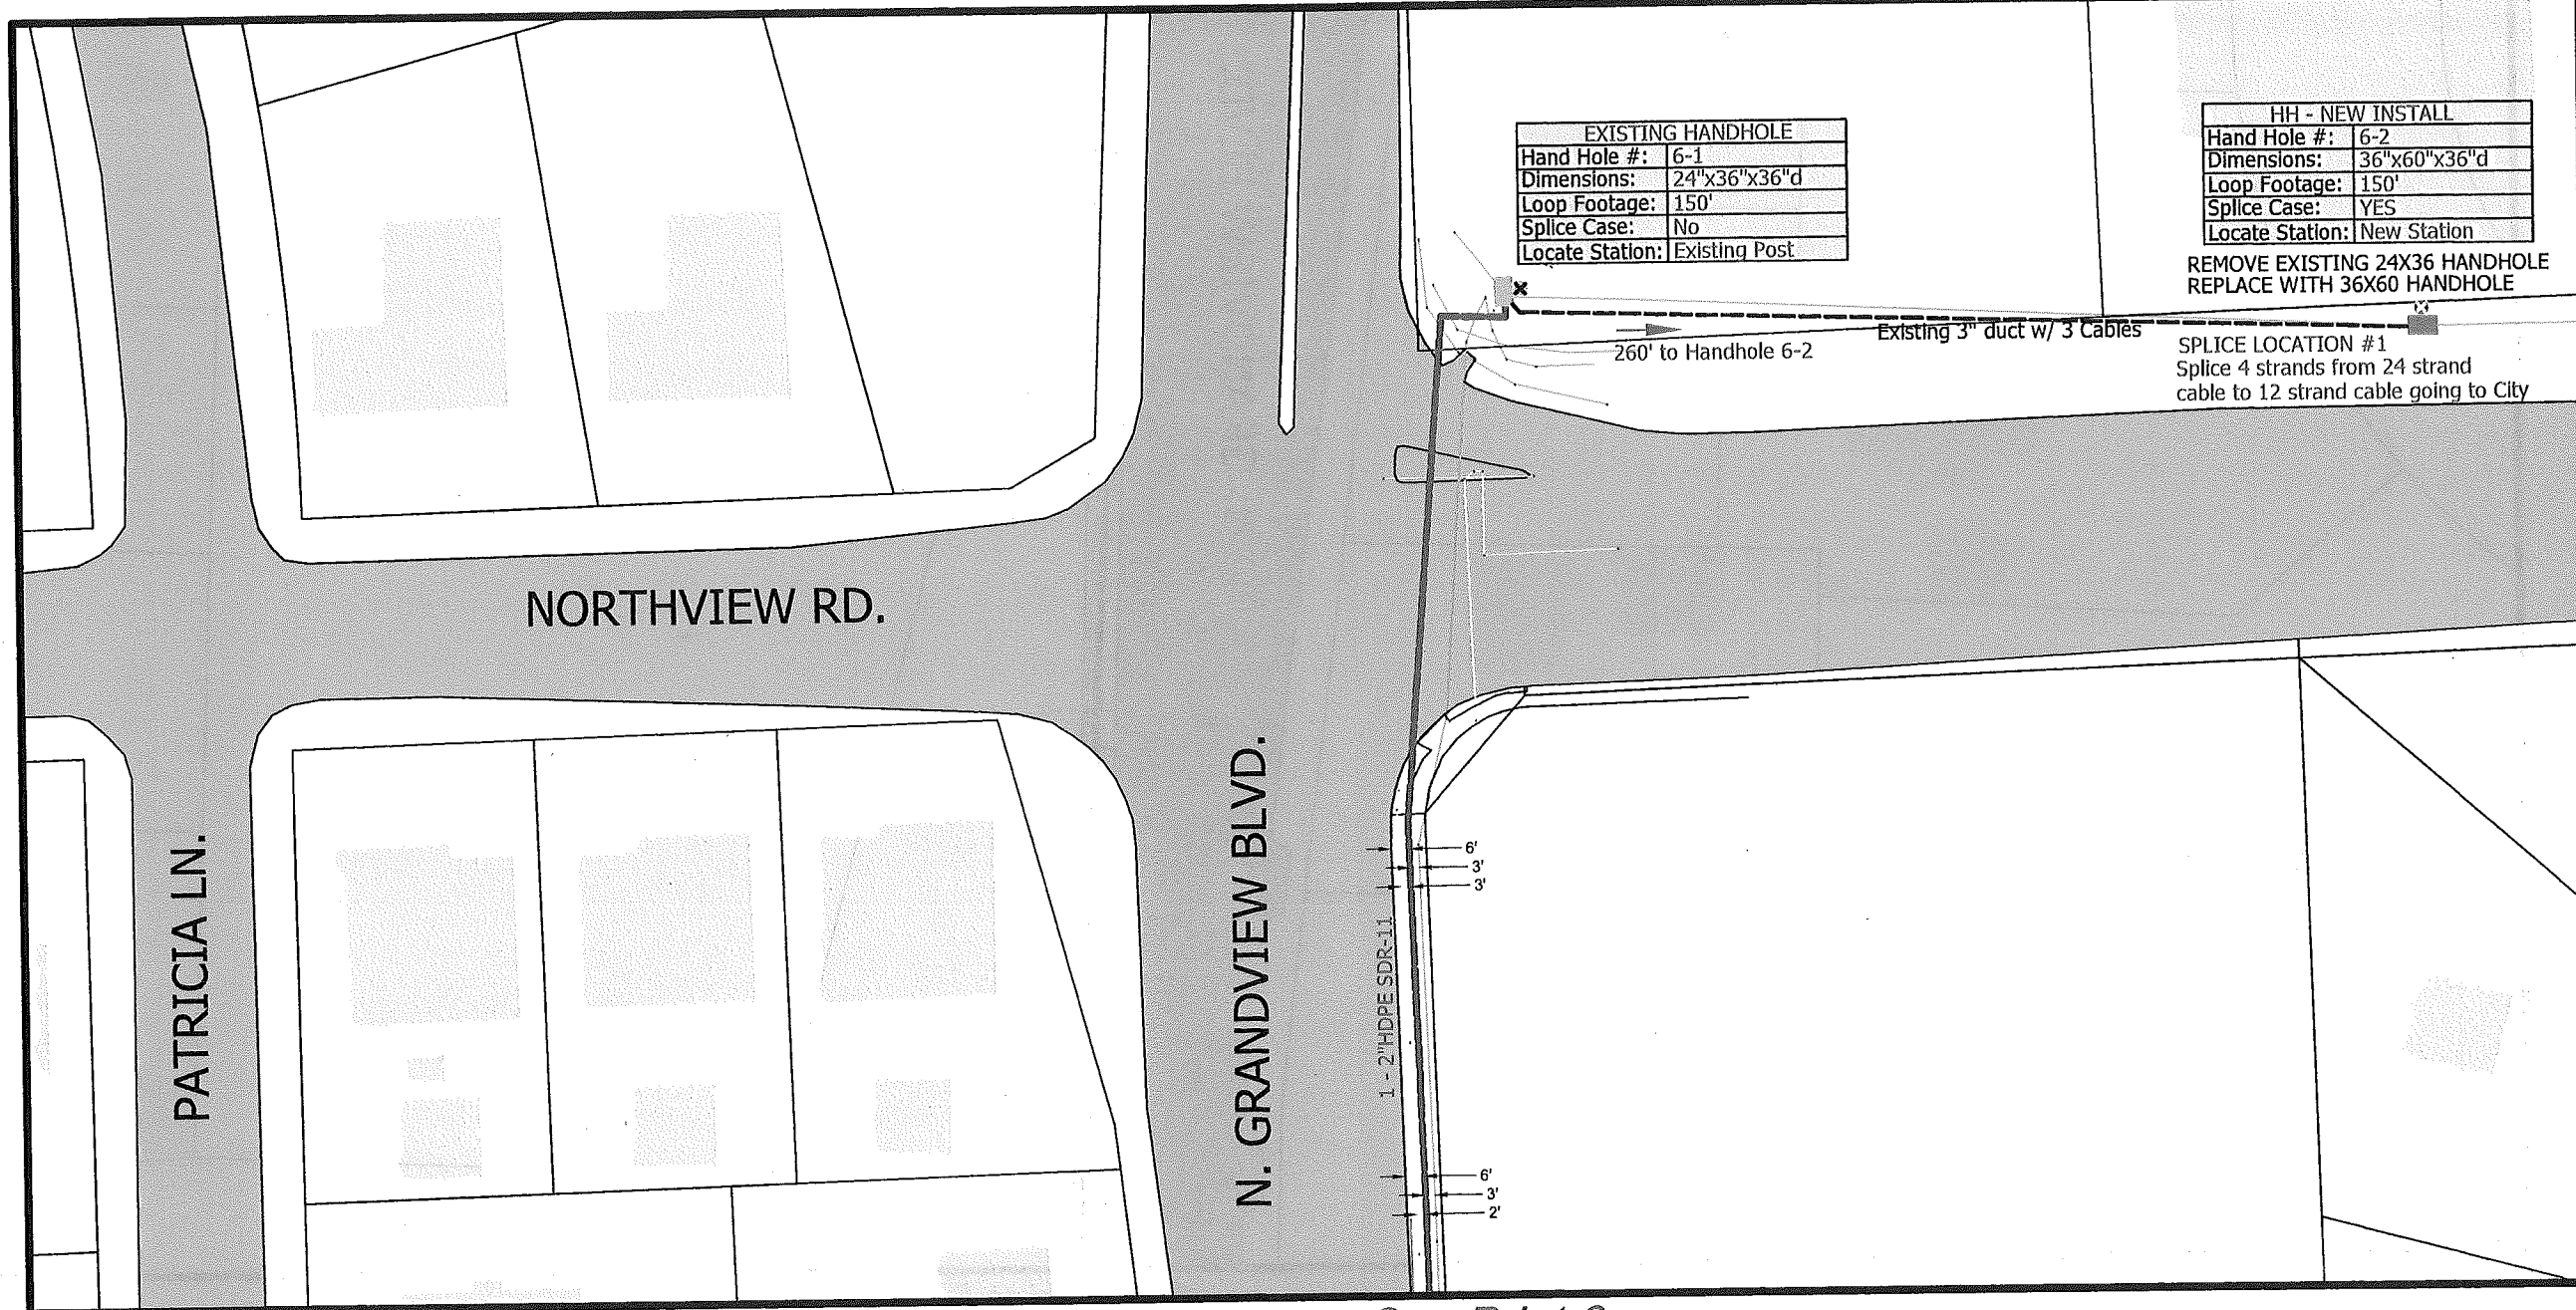 EXISTING HANDHOLE
Hand Hole #: 6-1
Dimensions: 24"x36"x36"d
Loop Footage: 150'
Splice Case: No
Locate Station: Existing Post
HH - NEW INSTALL
Hand Hole #: 6-2
Dimensions: 36"x60"x36"d
Loop Footage: 150'
Splice Case: YES
Locate Station: New Station
REMOVE EXISTING 24X36 HANDHOLE
REPLACE WITH 36X60 HANDHOLE
Existing 3" duct w/ 3 Cables
260' to Handhole 6-2
SPLICE LOCATION #1
Splice 4 strands from 24 strand
cable to 12 strand cable going to City
NORTHVIEW RD.
PATRICIA LN.
N. GRANDVIEW BLVD.
6'
3'
3'
1 - 2"HDPE SDR-11
6'
3'
2'